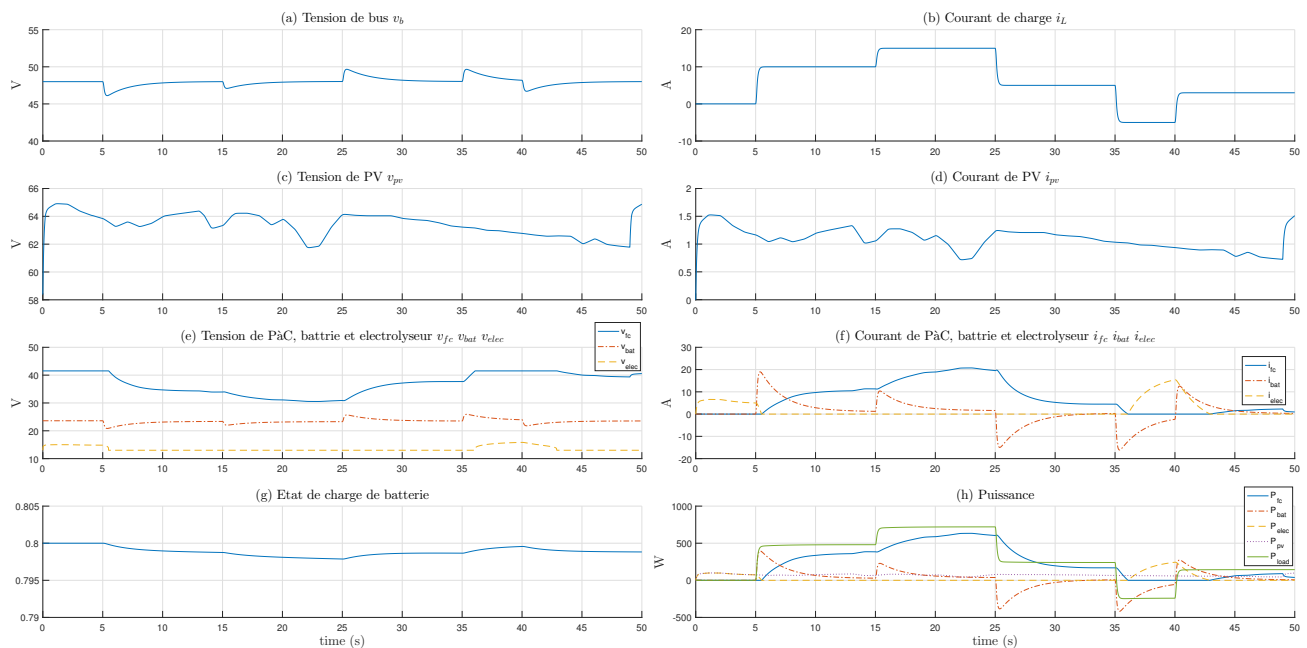 (a) Tension de bus v_b
V
55
50
45
40
0 5 10 15 20 25 30 35 40 45 50
(b) Courant de charge i_L
A
20
10
0
-10
0 5 10 15 20 25 30 35 40 45 50
(c) Tension de PV v_pv
V
66
64
62
60
58
0 5 10 15 20 25 30 35 40 45 50
(d) Courant de PV i_pv
A
2
1.5
1
0.5
0
0 5 10 15 20 25 30 35 40 45 50
(e) Tension de PàC, battrie et electrolyseur v_fc v_bat v_elec
v_fc
v_bat
v_elec
V
50
40
30
20
10
0 5 10 15 20 25 30 35 40 45 50
(f) Courant de PàC, battrie et electrolyseur i_fc i_bat i_elec
i_fc
i_bat
i_elec
A
30
20
10
0
-10
-20
0 5 10 15 20 25 30 35 40 45 50
(g) Etat de charge de batterie
0.805
0.8
0.795
0.79
0 5 10 15 20 25 30 35 40 45 50
time (s)
(h) Puissance
P_fc
P_bat
P_elec
P_pv
P_load
W
1000
500
0
-500
0 5 10 15 20 25 30 35 40 45 50
time (s)